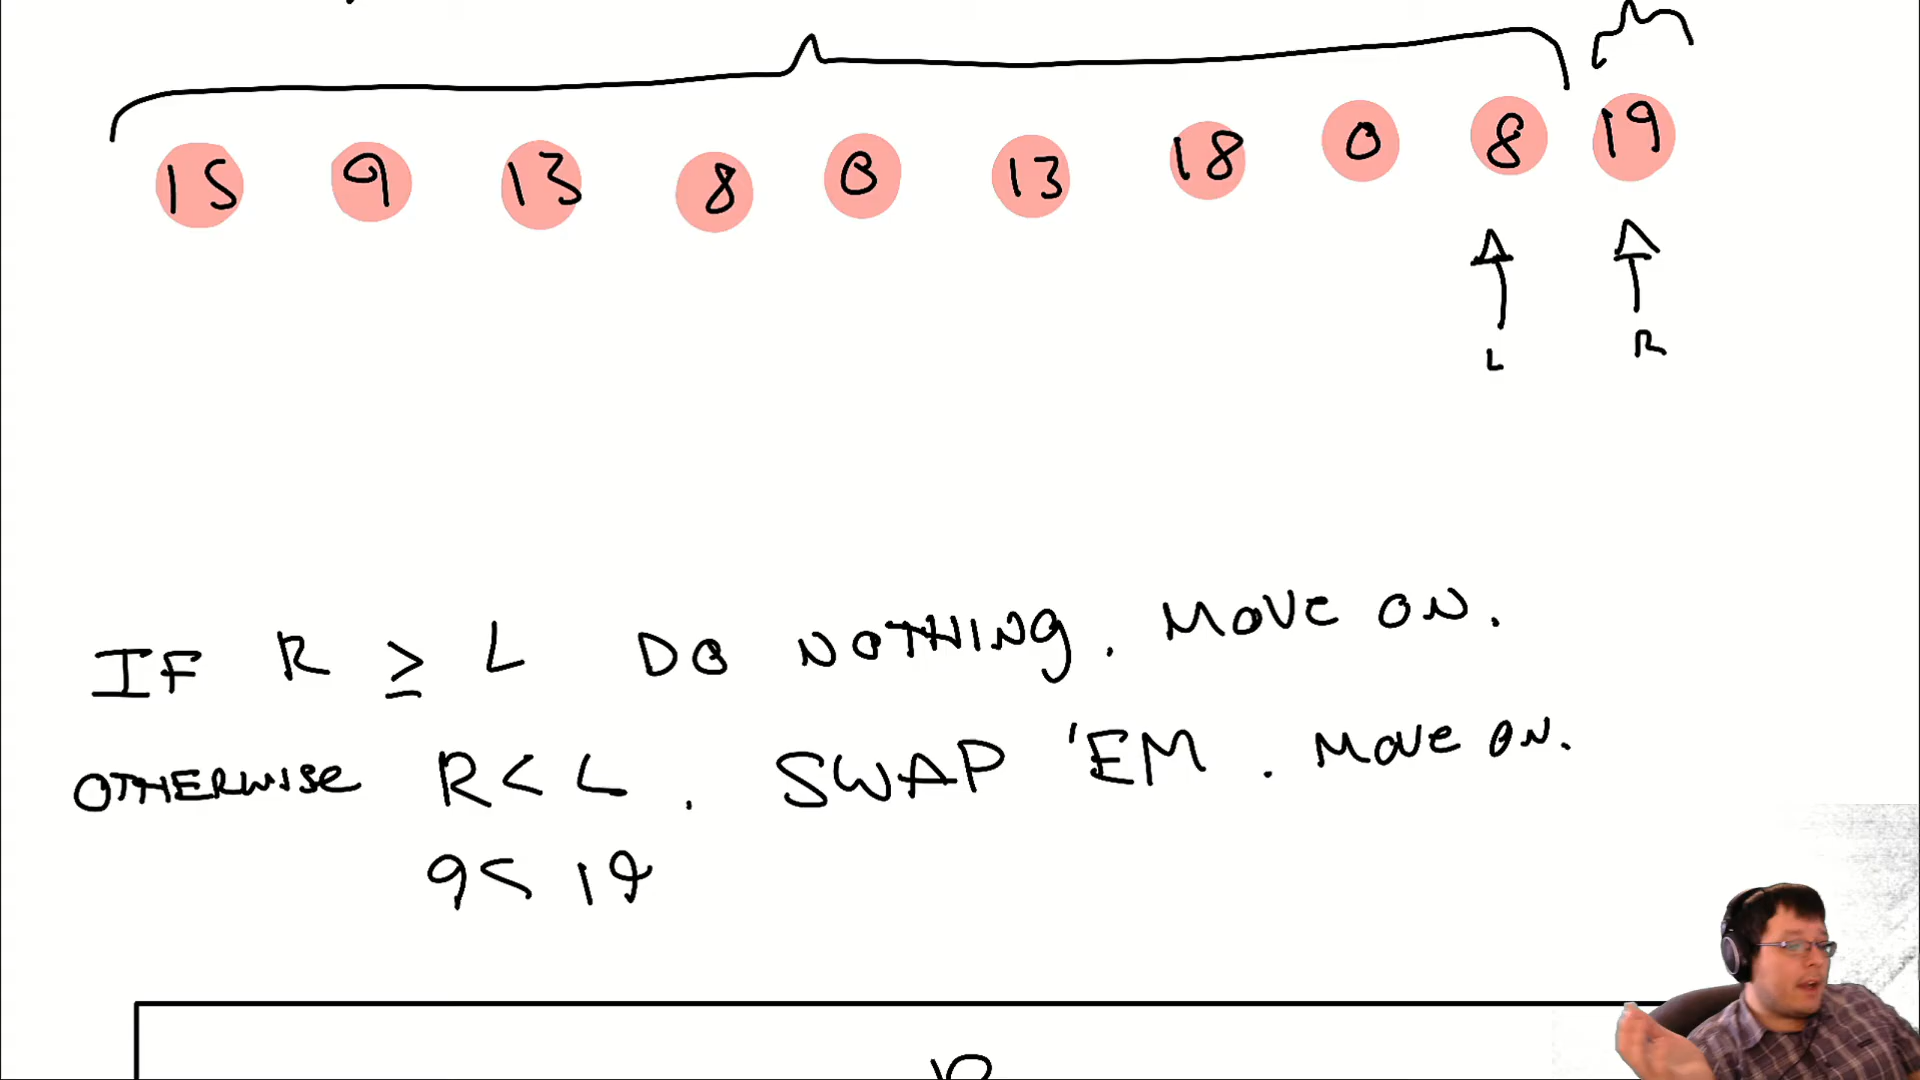 15 9 13 8 0 13 18 0 8 19
L R
IF R ≥ L DO NOTHING. MOVE ON.
OTHERWISE R < L. SWAP 'EM. MOVE ON.
9 < 19